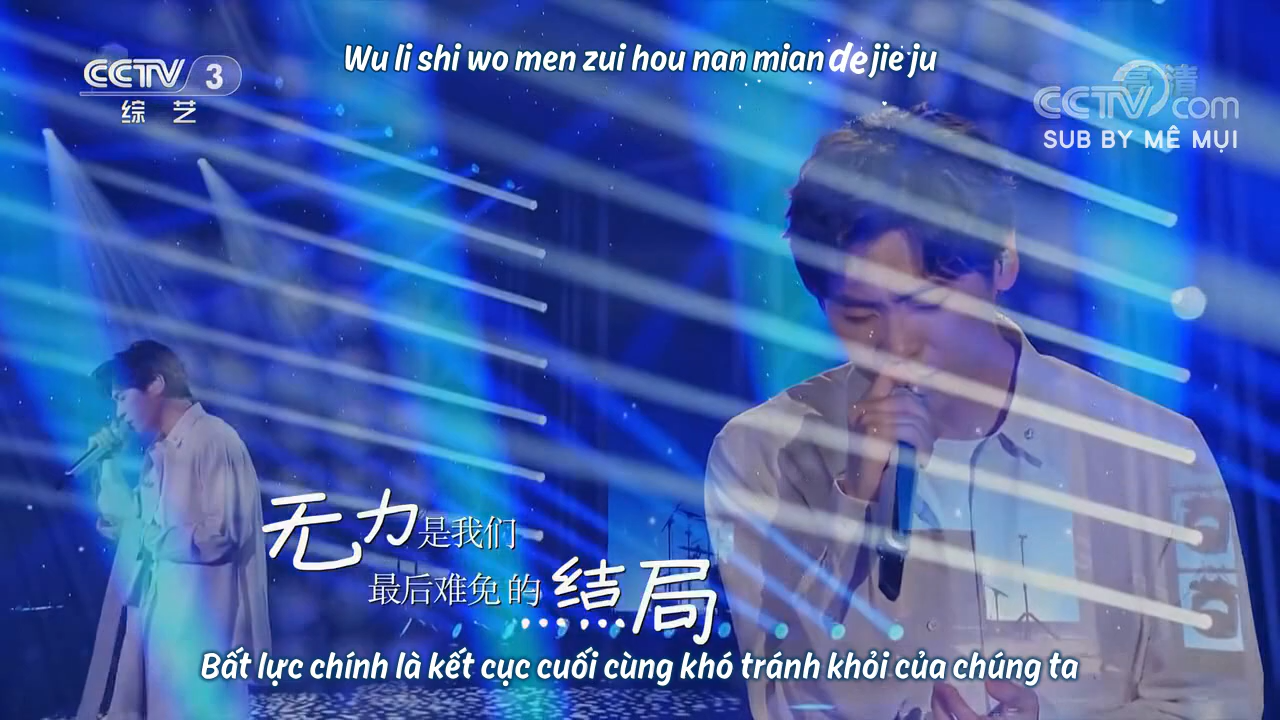 Wu li shi wo men zui hou nan mian de jie ju
CCTV 3
综艺
高清
CCTV.com
SUB BY MÊ MỤI
无力是我们
最后难免的结局
Bất lực chính là kết cục cuối cùng khó tránh khỏi của chúng ta